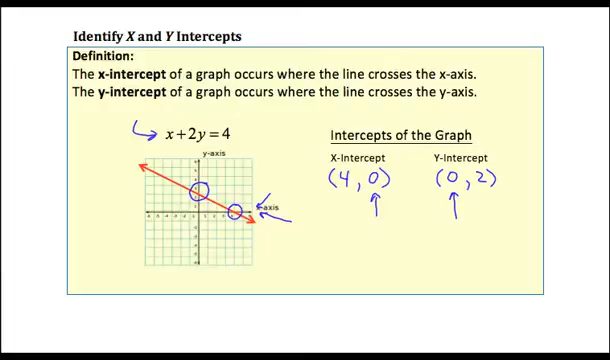 Identify X and Y Intercepts
Definition:
The x-intercept of a graph occurs where the line crosses the x-axis.
The y-intercept of a graph occurs where the line crosses the y-axis.
x+2y=4
Intercepts of the Graph
y-axis
X-Intercept
Y-Intercept
(4, 0)
(0, 2)
-axis